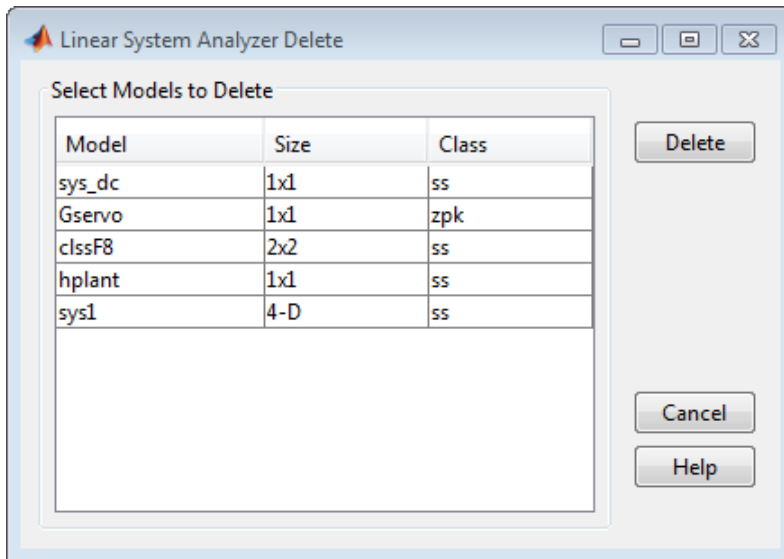 Linear System Analyzer Delete
Select Models to Delete
Model Size Class
sys_dc 1x1 ss
Gservo 1x1 zpk
clssF8 2x2 ss
hplant 1x1 ss
sys1 4-D ss
Delete
Cancel
Help